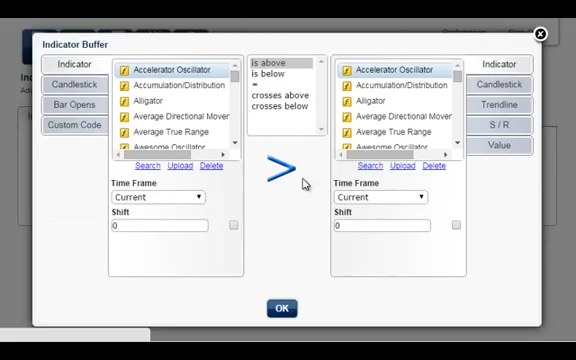 Indicator Buffer
Indicator
Candlestick
Bar Opens
Custom Code
Accelerator Oscillator
Accumulation/Distribution
Alligator
Average Directional Movem
Average True Range
Awesome Oscillator
Search Upload Delete
Time Frame
Current
Shift
0
is above
is below
=
crosses above
crosses below
>
Accelerator Oscillator
Accumulation/Distribution
Alligator
Average Directional Mover
Average True Range
Awesome Oscillator
Search Upload Delete
Time Frame
Current
Shift
0
Indicator
Candlestick
Trendline
S / R
Value
OK